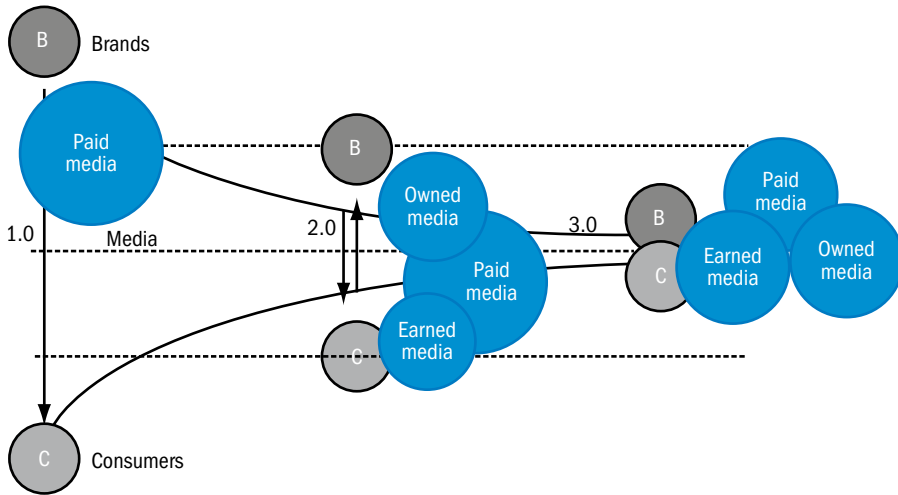 B
Brands
Paid
media
1.0
Media
C
Consumers
B
Owned
media
2.0
Paid
media
Earned
media
C
3.0
B
C
Paid
media
Earned
media
Owned
media